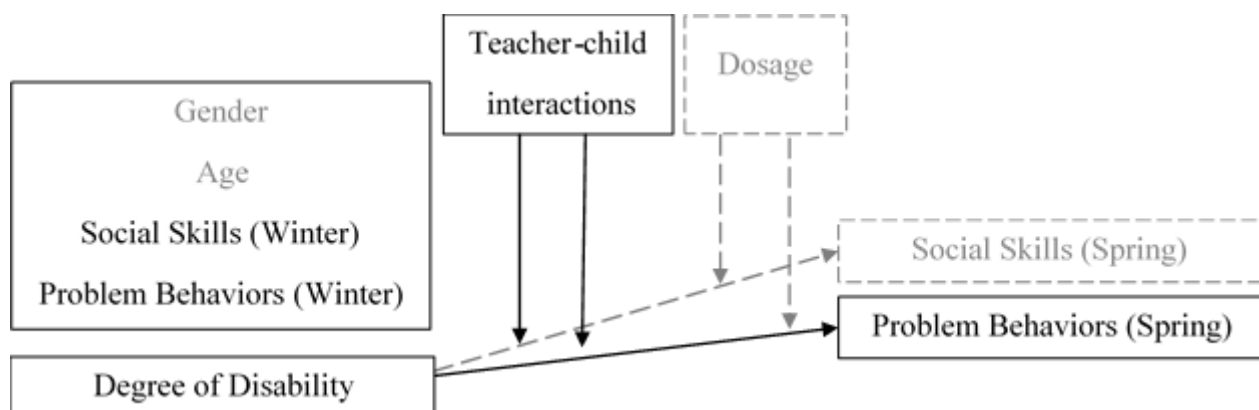 Teacher-child
interactions
Dosage
Gender
Age
Social Skills (Winter)
Problem Behaviors (Winter)
Social Skills (Spring)
Problem Behaviors (Spring)
Degree of Disability